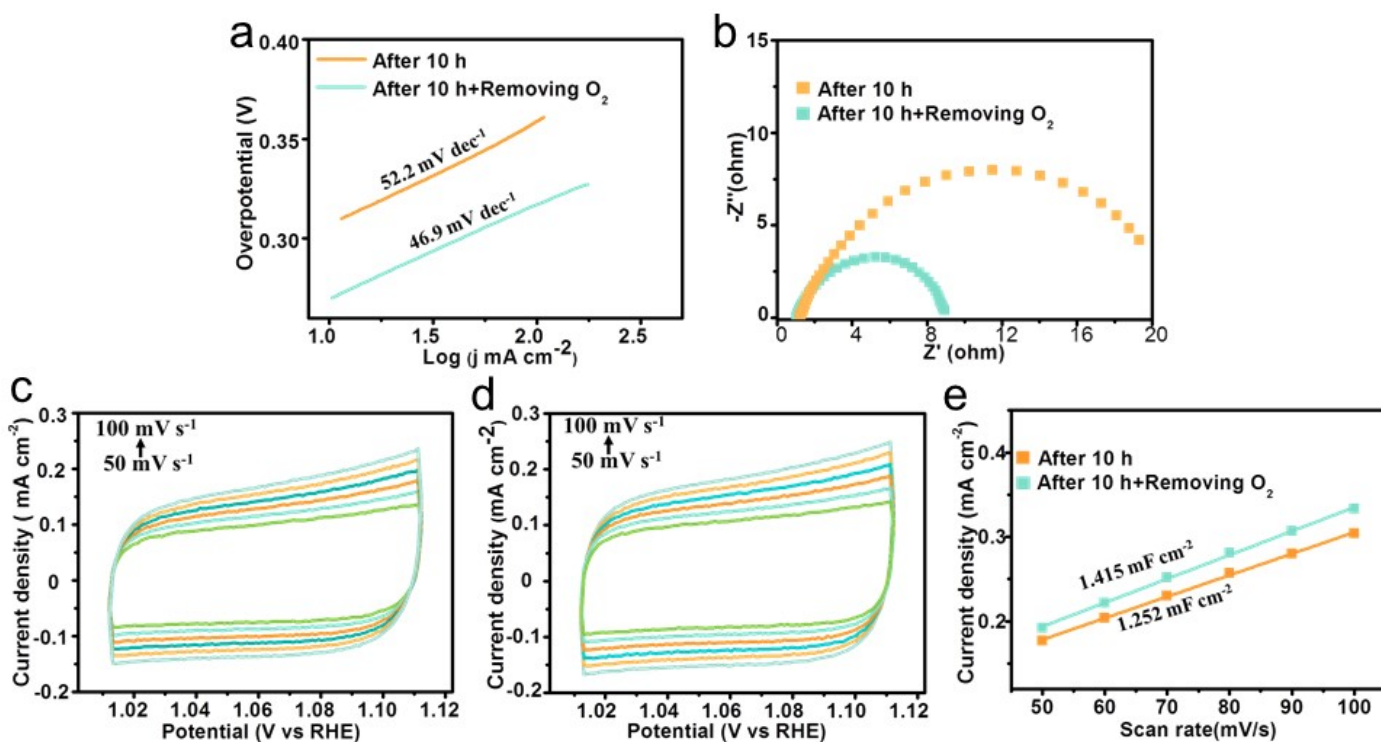 a
0.40
0.35
0.30
Overpotential (V)
After 10 h
After 10 h+Removing O₂
52.2 mV dec⁻¹
46.9 mV dec⁻¹
1.0 1.5 2.0 2.5
Log (j mA cm⁻²)
b
15
10
5
0
-Z''(ohm)
After 10 h
After 10 h+Removing O₂
0 4 8 12 16 20
Z' (ohm)
c
0.3
0.2
0.1
0
-0.1
-0.2
Current density ( mA cm⁻²)
100 mV s⁻¹
50 mV s⁻¹
1.02 1.04 1.06 1.08 1.10 1.12
Potential (V vs RHE)
d
0.3
0.2
0.1
0
-0.1
-0.2
Current density (mA cm⁻²)
100 mV s⁻¹
50 mV s⁻¹
1.02 1.04 1.06 1.08 1.10 1.12
Potential (V vs RHE)
e
0.4
0.3
0.2
Current density (mA cm⁻²)
After 10 h
After 10 h+Removing O₂
1.415 mF cm⁻²
1.252 mF cm⁻²
50 60 70 80 90 100
Scan rate(mV/s)